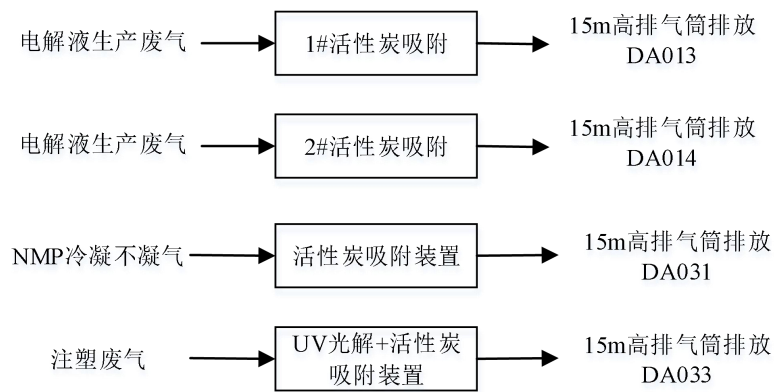 电解液生产废气
1#活性炭吸附
15m高排气筒排放
DA013
电解液生产废气
2#活性炭吸附
15m高排气筒排放
DA014
NMP冷凝不凝气
活性炭吸附装置
15m高排气筒排放
DA031
注塑废气
UV光解+活性炭
吸附装置
15m高排气筒排放
DA033